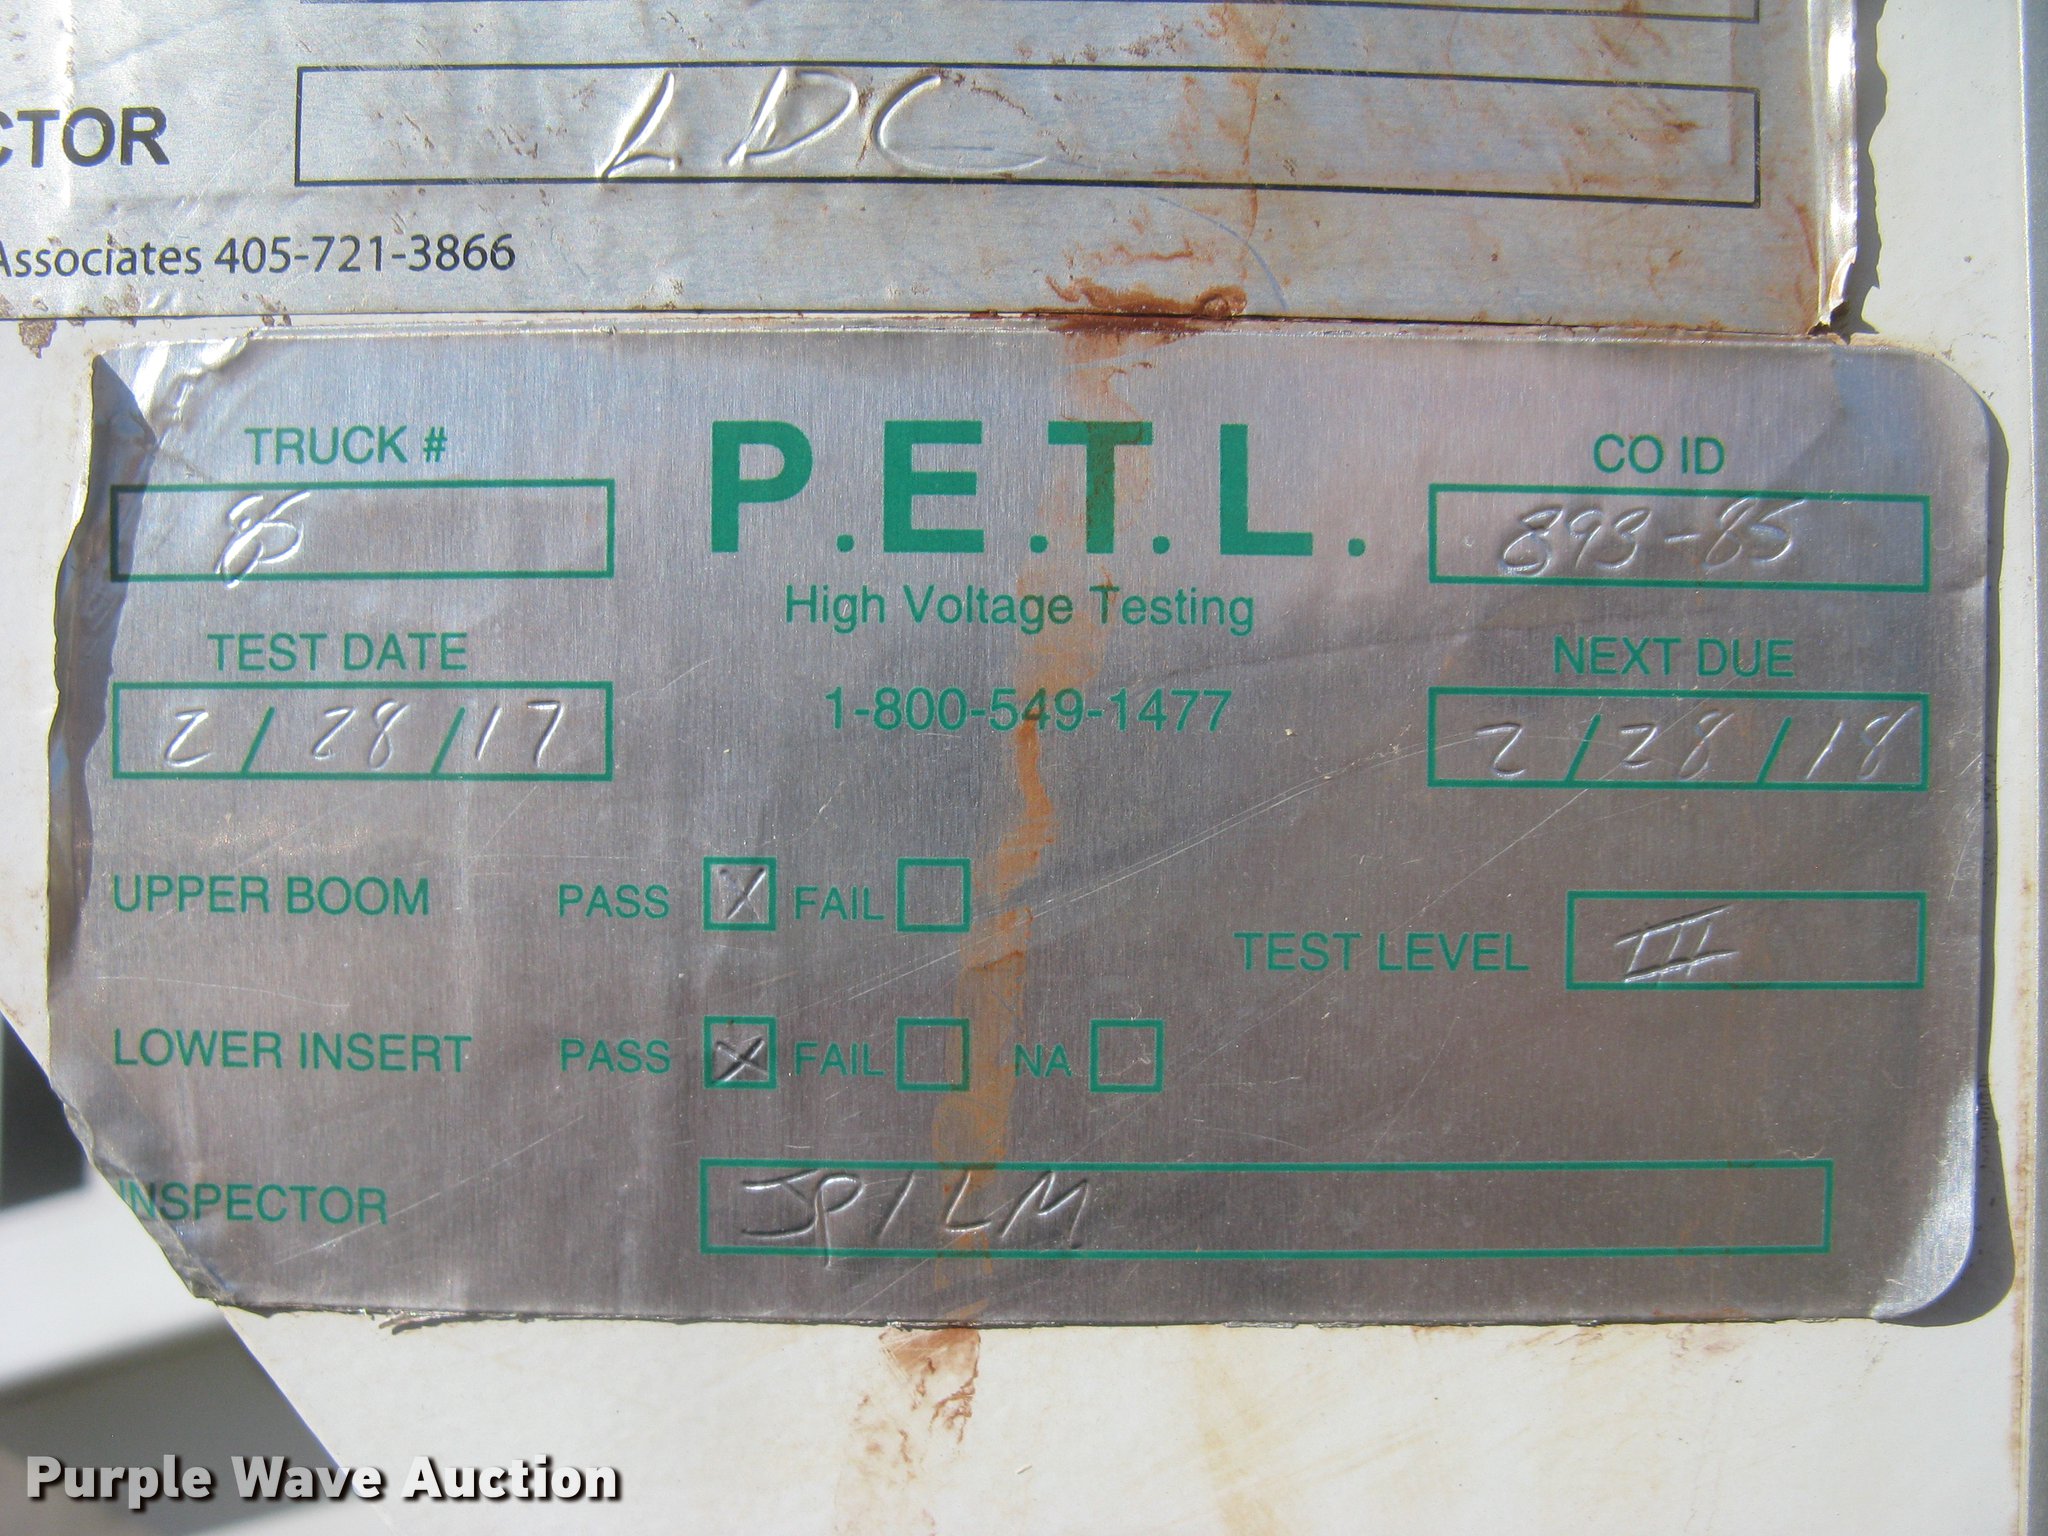 CTOR LDC
Associates 405-721-3866
TRUCK # 85
P.E.T.L.
High Voltage Testing
1-800-549-1477
CO ID 393-85
TEST DATE 2/28/17
NEXT DUE 2/28/18
UPPER BOOM PASS X FAIL
TEST LEVEL III
LOWER INSERT PASS X FAIL NA
INSPECTOR JP/LM
Purple Wave Auction